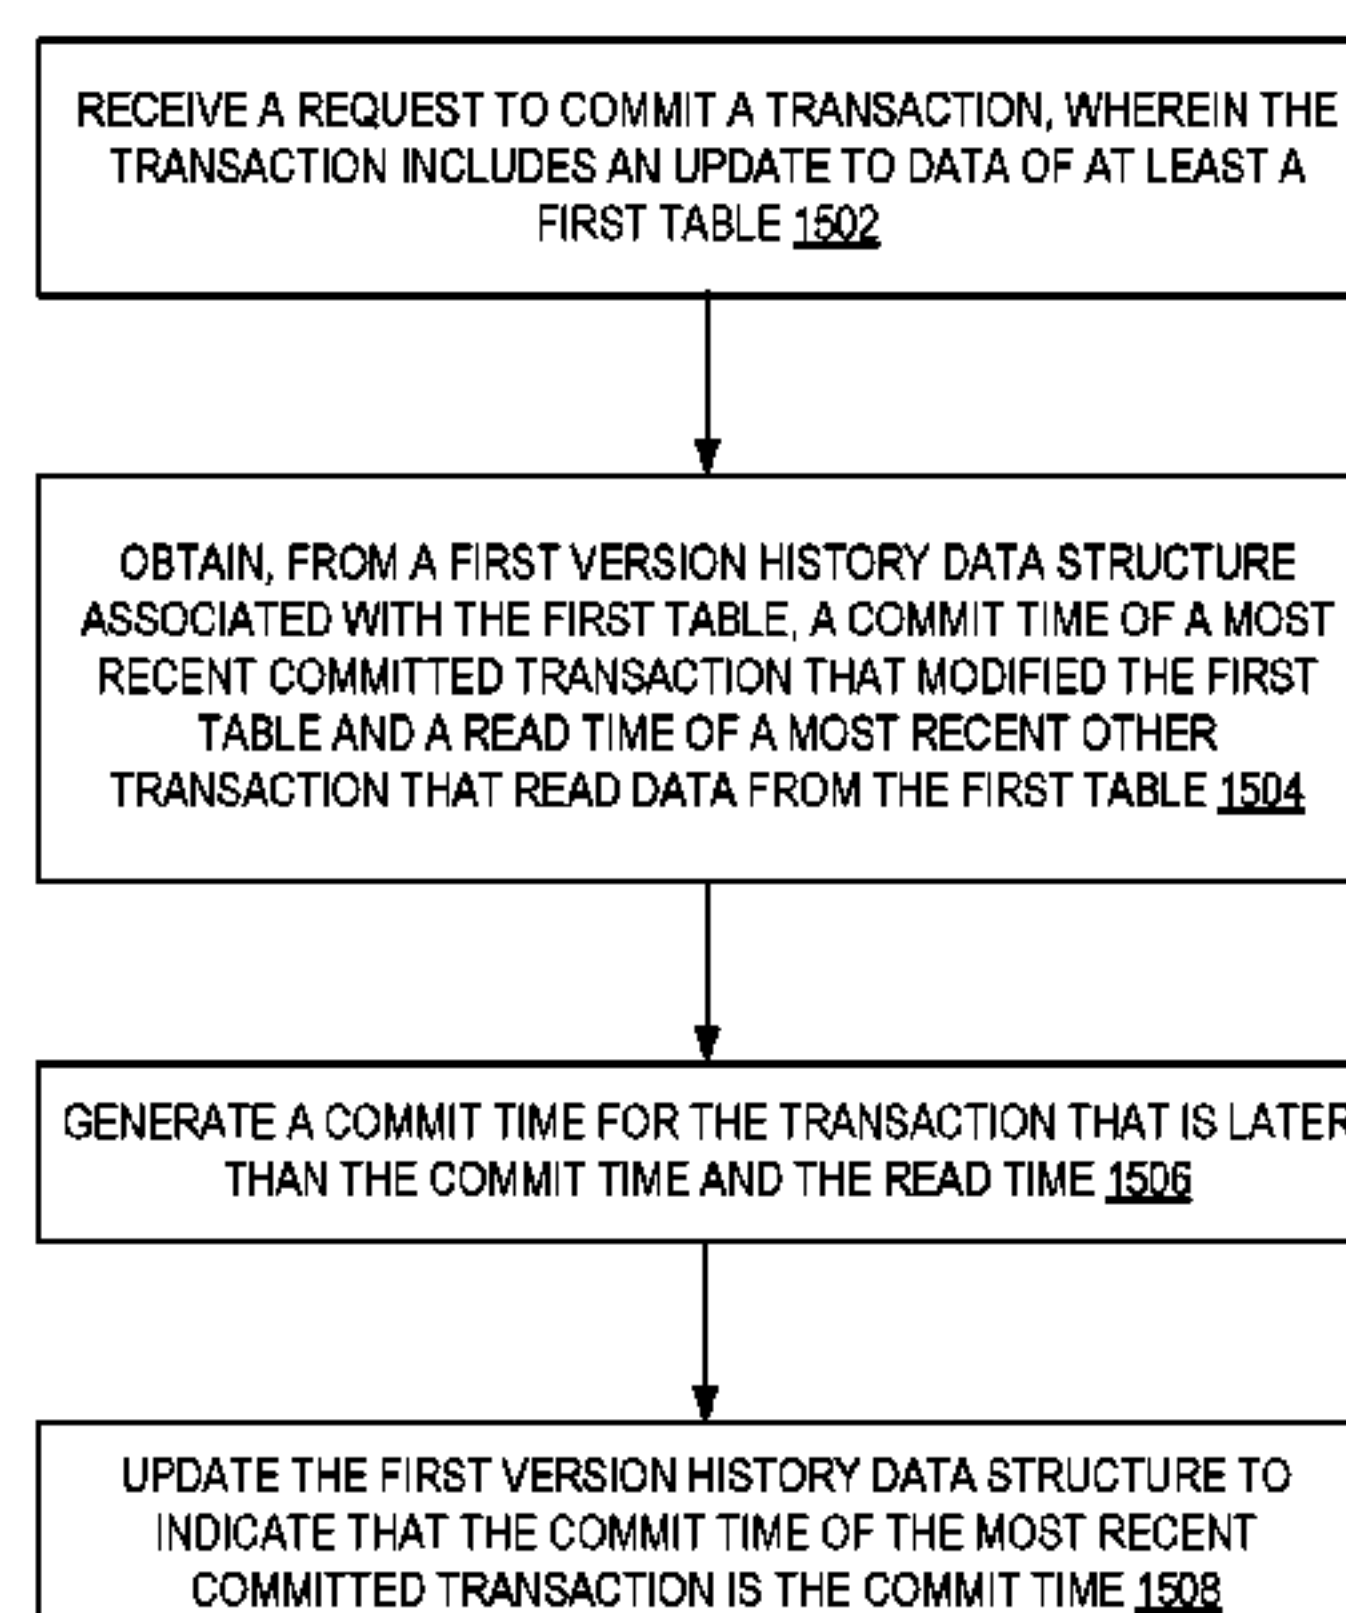 RECEIVE A REQUEST TO COMMIT A TRANSACTION, WHEREIN THE
TRANSACTION INCLUDES AN UPDATE TO DATA OF AT LEAST A
FIRST TABLE 1502
OBTAIN, FROM A FIRST VERSION HISTORY DATA STRUCTURE
ASSOCIATED WITH THE FIRST TABLE, A COMMIT TIME OF A MOST
RECENT COMMITTED TRANSACTION THAT MODIFIED THE FIRST
TABLE AND A READ TIME OF A MOST RECENT OTHER
TRANSACTION THAT READ DATA FROM THE FIRST TABLE 1504
GENERATE A COMMIT TIME FOR THE TRANSACTION THAT IS LATER
THAN THE COMMIT TIME AND THE READ TIME 1506
UPDATE THE FIRST VERSION HISTORY DATA STRUCTURE TO
INDICATE THAT THE COMMIT TIME OF THE MOST RECENT
COMMITTED TRANSACTION IS THE COMMIT TIME 1508